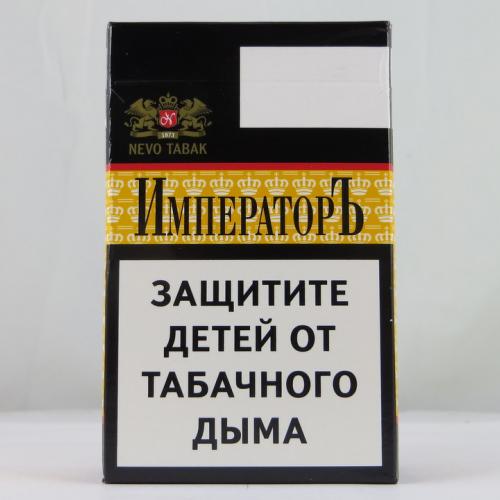 N
1873
NEVO TABAK
ИмператорЪ
ЗАЩИТИТЕ
ДЕТЕЙ ОТ
ТАБАЧНОГО
ДЫМА